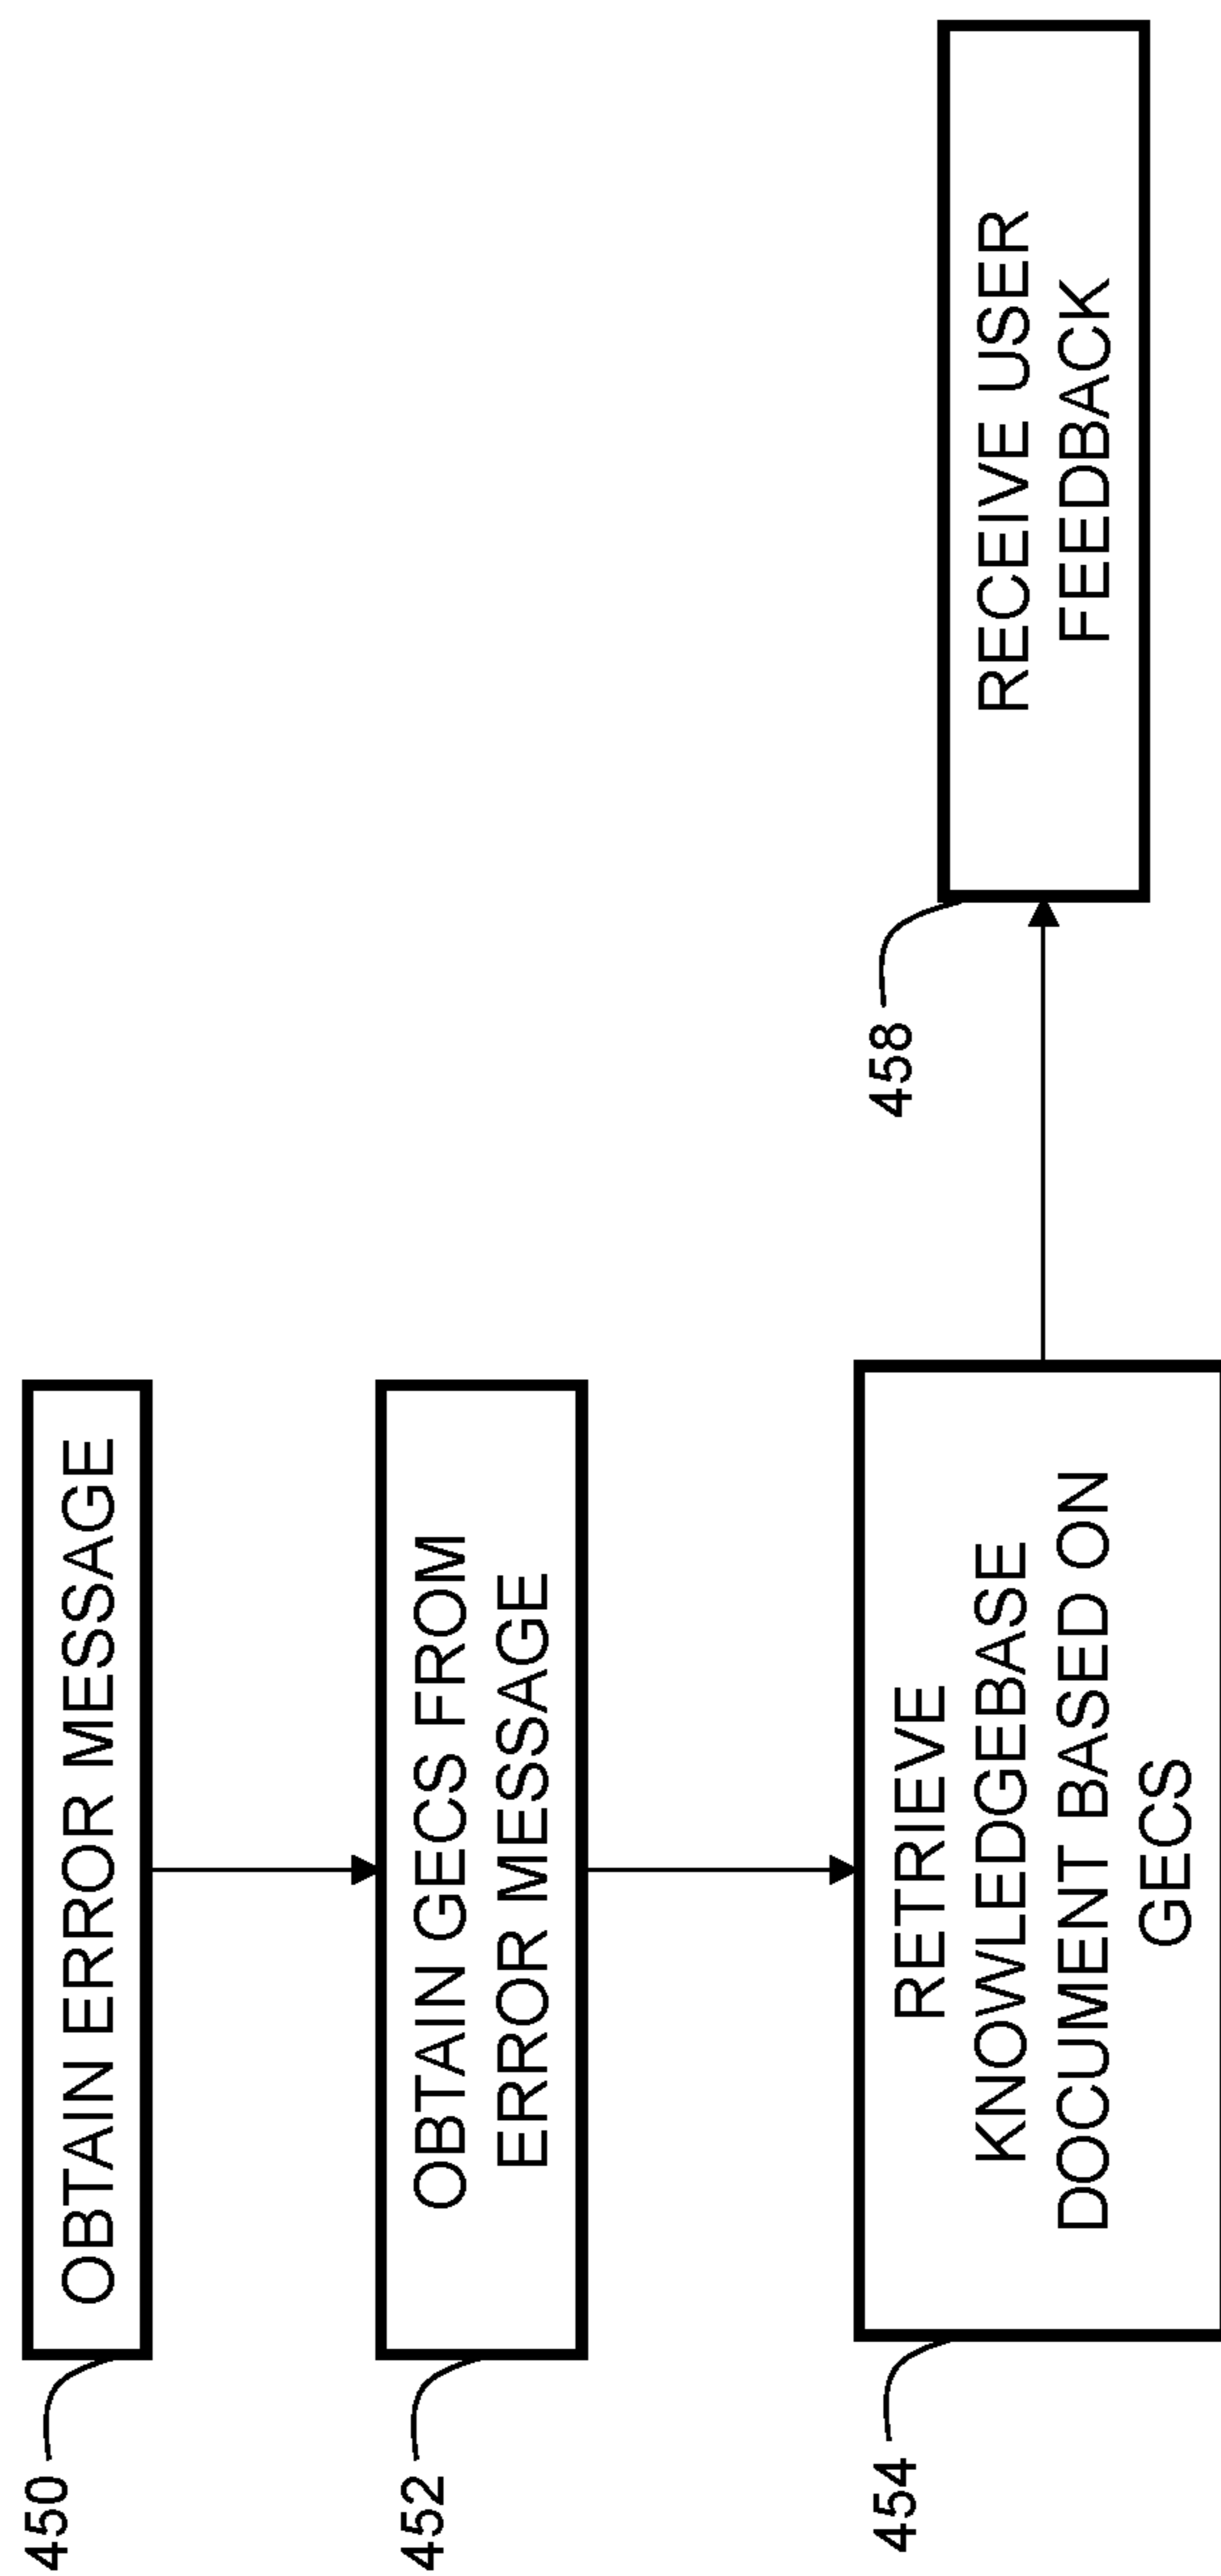 450
OBTAIN ERROR MESSAGE
452
OBTAIN GECS FROM
ERROR MESSAGE
454
RETRIEVE
KNOWLEDGEBASE
DOCUMENT BASED ON
GECS
458
RECEIVE USER
FEEDBACK